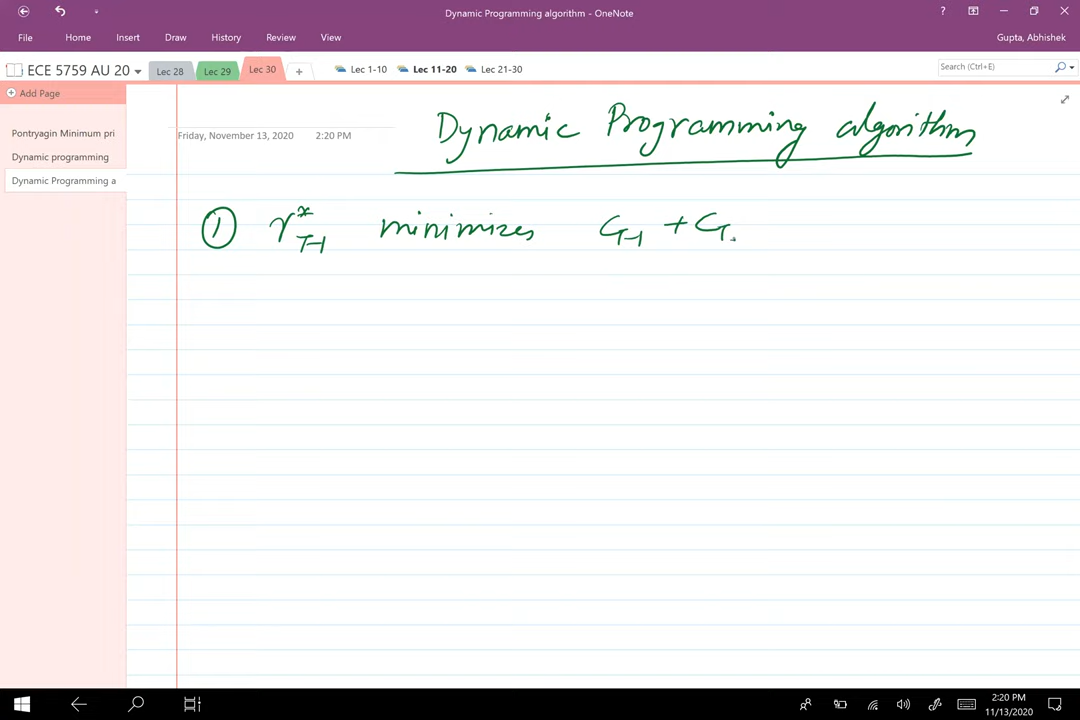 Dynamic Programming algorithm - OneNote
?
File Home Insert Draw History Review View
Gupta, Abhishek
ECE 5759 AU 20 Lec 28 Lec 29 Lec 30 + Lec 1-10 Lec 11-20 Lec 21-30
Search (Ctrl+E)
Add Page
Pontryagin Minimum pri
Dynamic programming
Dynamic Programming a
Friday, November 13, 2020 2:20 PM
Dynamic Programming algorithm
① γ*_{T-1} minimizes C_{T-1} + C_T
2:20 PM
11/13/2020